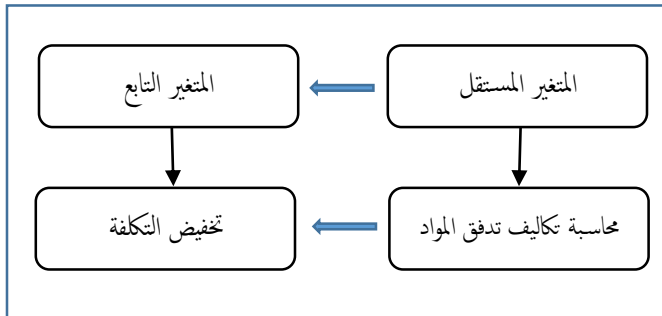 المتغير المستقل
المتغير التابع
محاسبة تكاليف تدفق المواد
تخفيض التكلفة